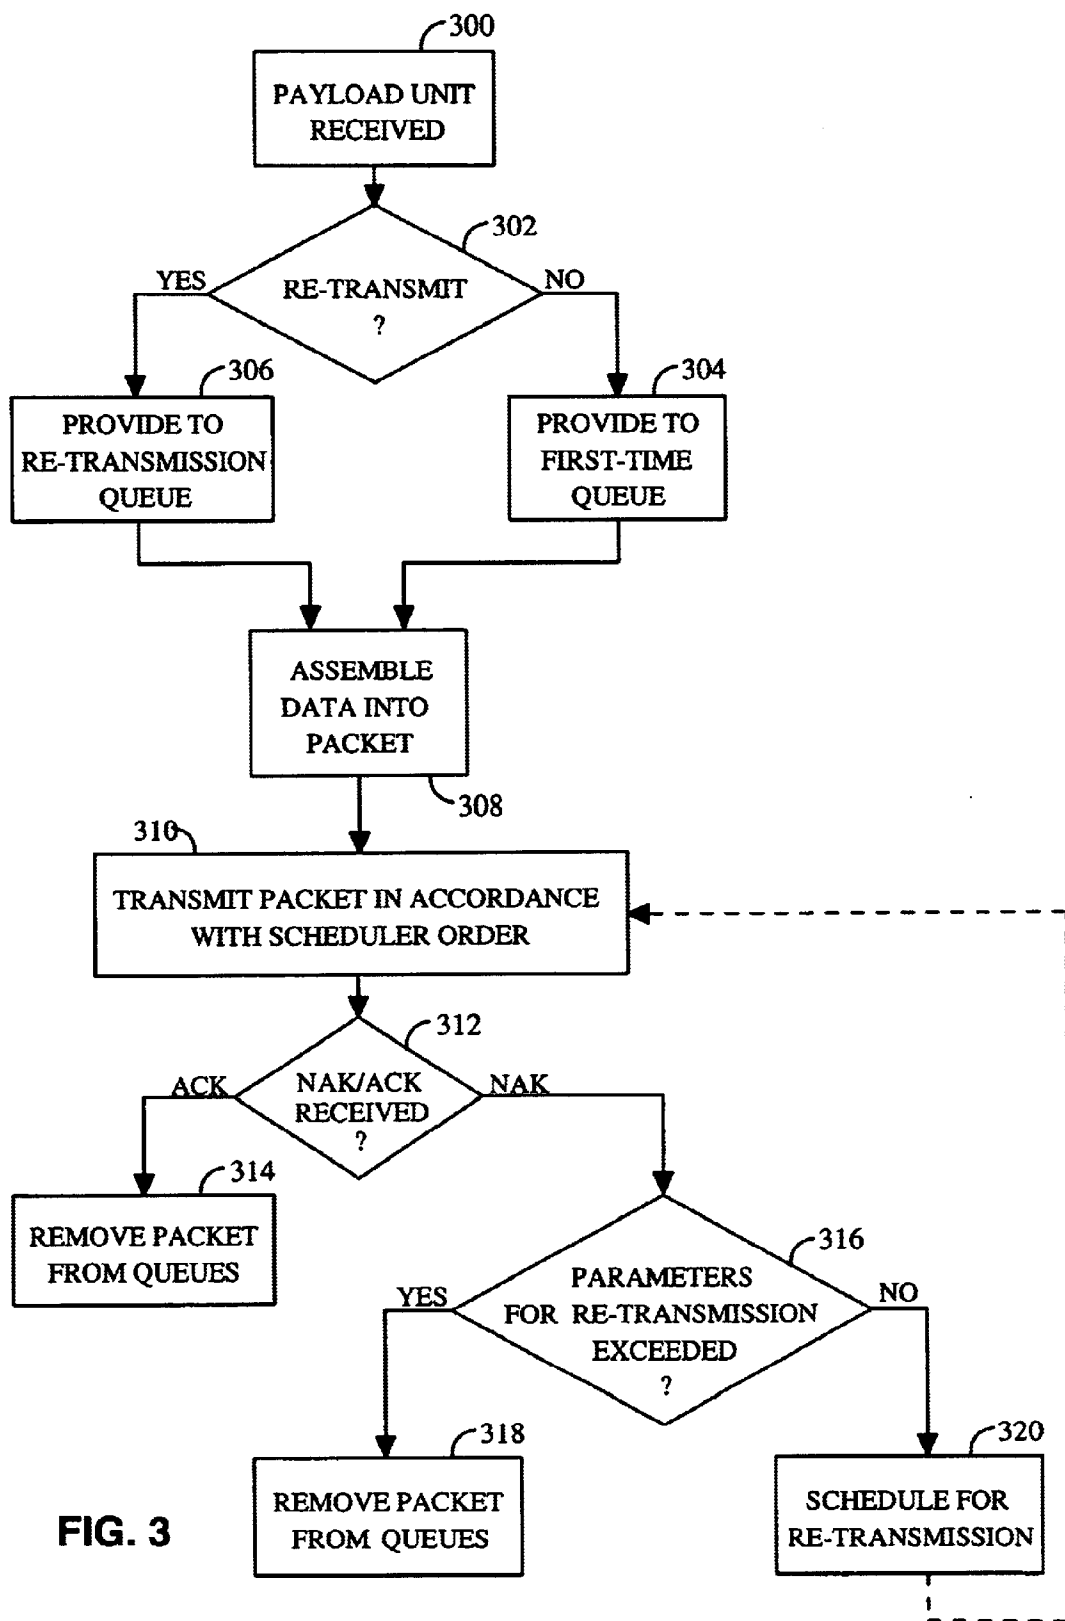 300
PAYLOAD UNIT
RECEIVED
302
YES
NO
RE-TRANSMIT
?
306
304
PROVIDE TO
RE-TRANSMISSION
QUEUE
PROVIDE TO
FIRST-TIME
QUEUE
ASSEMBLE
DATA INTO
PACKET
308
310
TRANSMIT PACKET IN ACCORDANCE
WITH SCHEDULER ORDER
312
ACK
NAK
NAK/ACK
RECEIVED
?
314
REMOVE PACKET
FROM QUEUES
316
YES
NO
PARAMETERS
FOR RE-TRANSMISSION
EXCEEDED
?
318
320
REMOVE PACKET
FROM QUEUES
SCHEDULE FOR
RE-TRANSMISSION
FIG. 3